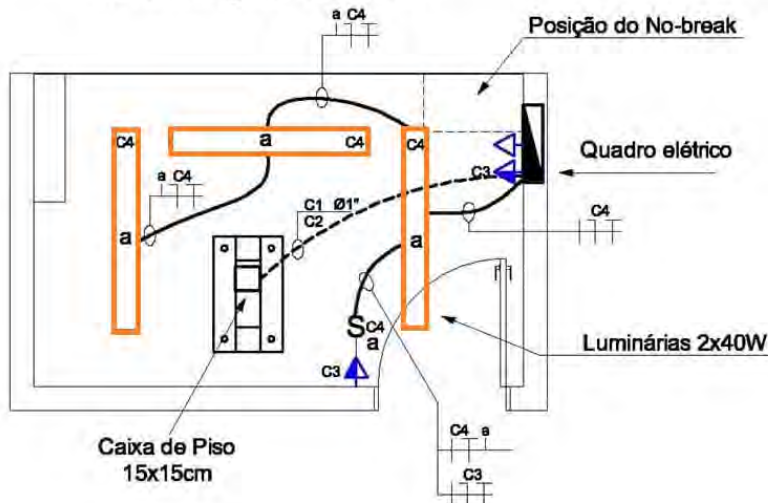 a C4
Posição do No-break
C4
a
C4
C4
C3
Quadro elétrico
a C4
C1 Ø1"
C2
a
a
C4
S C4
a
C3
Luminárias 2x40W
Caixa de Piso
15x15cm
C4 a
C3